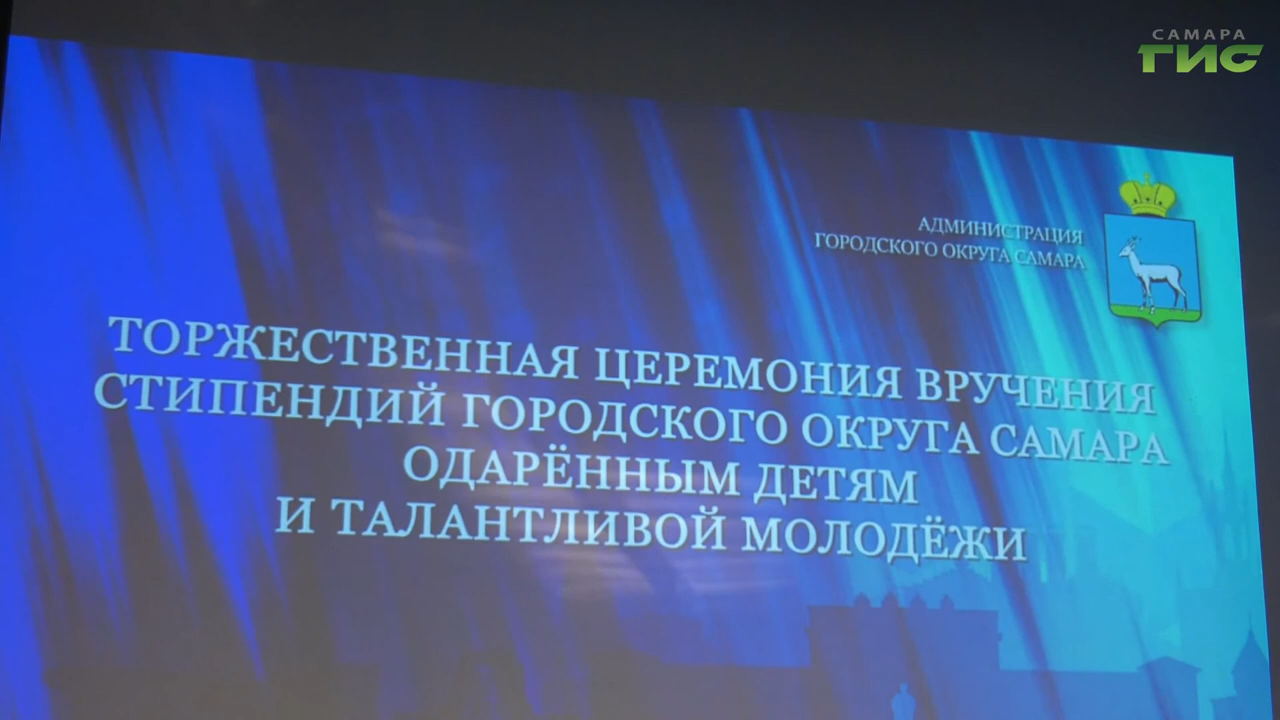 САМАРА
ГИС
АДМИНИСТРАЦИЯ
ГОРОДСКОГО ОКРУГА САМАРА
ТОРЖЕСТВЕННАЯ ЦЕРЕМОНИЯ ВРУЧЕНИЯ
СТИПЕНДИЙ ГОРОДСКОГО ОКРУГА САМАРА
ОДАРЁННЫМ ДЕТЯМ
И ТАЛАНТЛИВОЙ МОЛОДЁЖИ